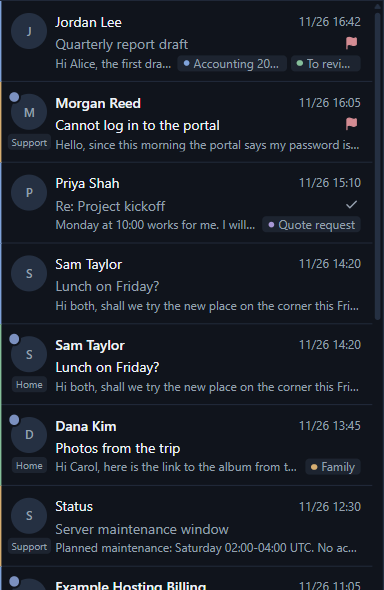 J
Jordan Lee 11/26 16:42
Quarterly report draft
Hi Alice, the first dra... Accounting 20... To revi...
M
Morgan Reed 11/26 16:05
Cannot log in to the portal
Support Hello, since this morning the portal says my password is...
P
Priya Shah 11/26 15:10
Re: Project kickoff
Monday at 10:00 works for me. I will... Quote request
S
Sam Taylor 11/26 14:20
Lunch on Friday?
Hi both, shall we try the new place on the corner this Fri...
S
Sam Taylor 11/26 14:20
Lunch on Friday?
Home Hi both, shall we try the new place on the corner this Fri...
D
Dana Kim 11/26 13:45
Photos from the trip
Home Hi Carol, here is the link to the album from t... Family
S
Status 11/26 12:30
Server maintenance window
Support Planned maintenance: Saturday 02:00-04:00 UTC. No ac...
Example Hosting Billing 11/26 11:05